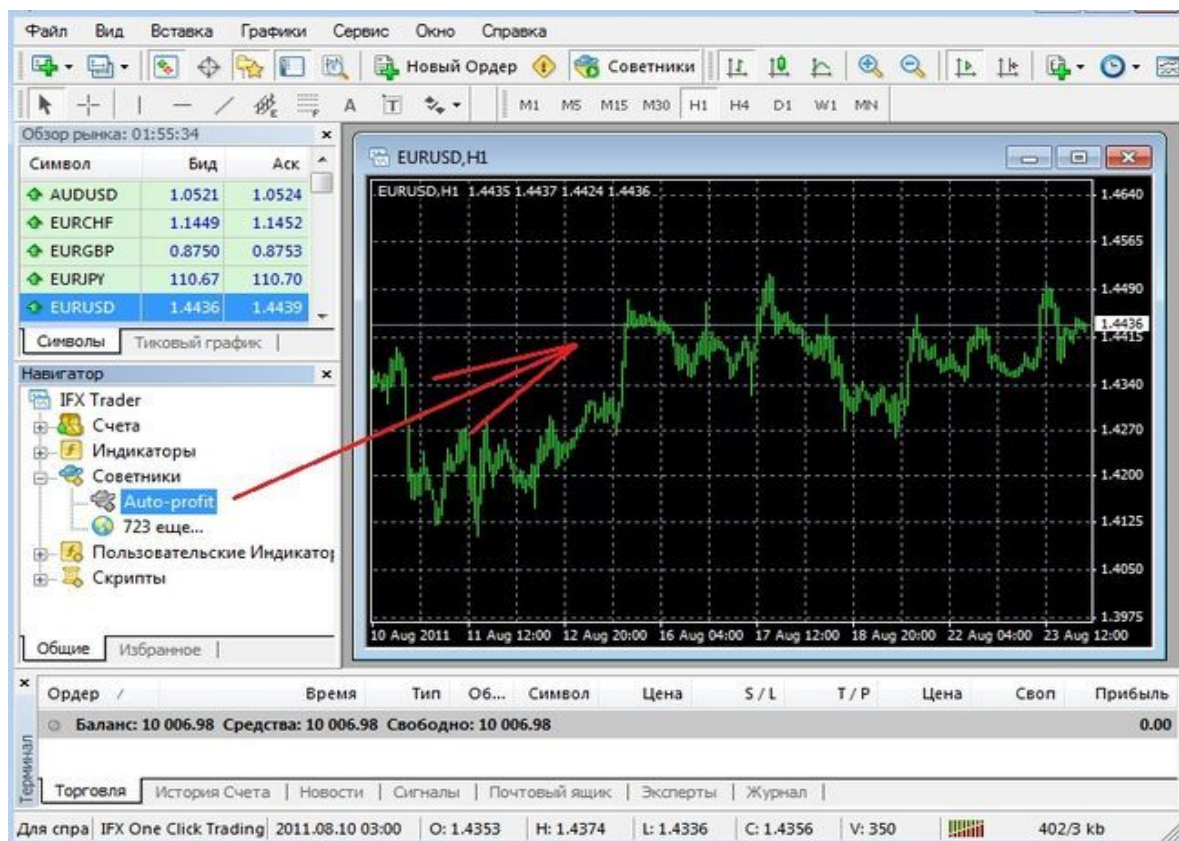 Файл Вид Вставка Графики Сервис Окно Справка
Новый Ордер Советники
A T M1 M5 M15 M30 H1 H4 D1 W1 MN
Обзор рынка: 01:55:34
Символ Бид Аск
AUDUSD 1.0521 1.0524
EURCHF 1.1449 1.1452
EURGBP 0.8750 0.8753
EURJPY 110.67 110.70
EURUSD 1.4436 1.4439
Символы Тиковый график
Навигатор
IFX Trader
Счета
Индикаторы
Советники
Auto-profit
723 еще...
Пользовательские Индикатор
Скрипты
Общие Избранное
EURUSD,H1
EURUSD,H1 1.4435 1.4437 1.4424 1.4436
1.4640
1.4565
1.4490
1.4436
1.4415
1.4340
1.4270
1.4200
1.4125
1.4050
1.3975
10 Aug 2011 11 Aug 12:00 12 Aug 20:00 16 Aug 04:00 17 Aug 12:00 18 Aug 20:00 22 Aug 04:00 23 Aug 12:00
Ордер / Время Тип Об... Символ Цена S / L T / P Цена Своп Прибыль
Баланс: 10 006.98 Средства: 10 006.98 Свободно: 10 006.98 0.00
Терминал
Торговля История Счета Новости Сигналы Почтовый ящик Эксперты Журнал
Для спра IFX One Click Trading 2011.08.10 03:00 O: 1.4353 H: 1.4374 L: 1.4336 C: 1.4356 V: 350 402/3 kb